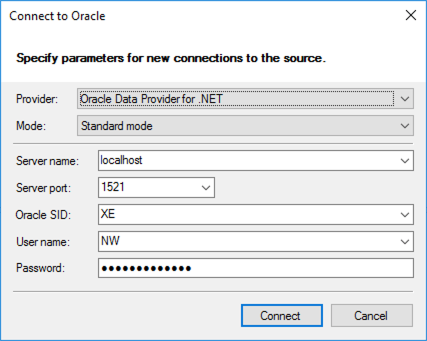 Connect to Oracle
Specify parameters for new connections to the source.
Provider: Oracle Data Provider for .NET
Mode: Standard mode
Server name: localhost
Server port: 1521
Oracle SID: XE
User name: NW
Password: •••••••••••••
Connect Cancel